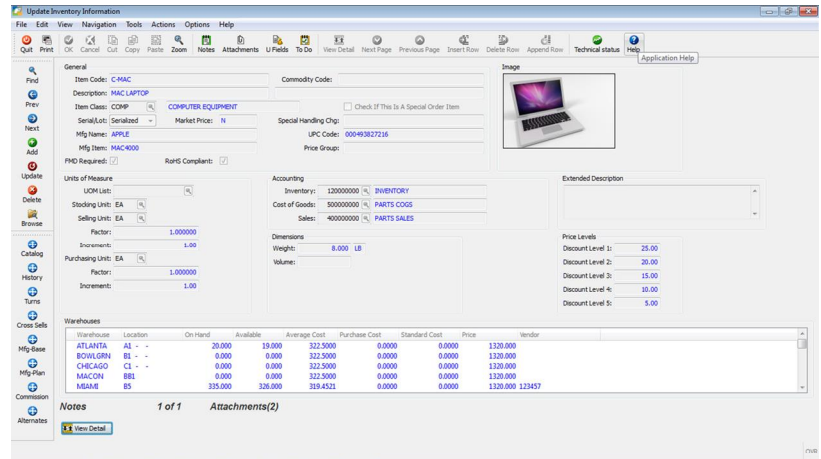 Update Inventory Information
File Edit View Navigation Tools Actions Options Help
Quit Print OK Cancel Cut Copy Paste Zoom Notes Attachments U Fields To Do View Detail Next Page Previous Page Insert Row Delete Row Append Row Technical status Help
Application Help
Find
Prev
Next
Add
Update
Delete
Browse
Catalog
History
Turns
Cross Sells
Mfg-Base
Mfg-Plan
Commission
Alternates
General
Item Code: C-MAC Commodity Code:
Description: MAC LAPTOP
Item Class: COMP COMPUTER EQUIPMENT Check If This Is A Special Order Item
Serial/Lot: Serialized Market Price: N Special Handling Chg:
Mfg Name: APPLE UPC Code: 000493827216
Mfg Item: MAC4000 Price Group:
FMD Required: RoHS Compliant:
Image
Units of Measure
UOM List:
Stocking Unit: EA
Selling Unit: EA
Factor: 1.000000
Increment: 1.00
Purchasing Unit: EA
Factor: 1.000000
Increment: 1.00
Accounting
Inventory: 120000000 INVENTORY
Cost of Goods: 500000000 PARTS COGS
Sales: 400000000 PARTS SALES
Dimensions
Weight: 8.000 LB
Volume:
Extended Description
Price Levels
Discount Level 1: 25.00
Discount Level 2: 20.00
Discount Level 3: 15.00
Discount Level 4: 10.00
Discount Level 5: 5.00
Warehouses
Warehouse Location On Hand Available Average Cost Purchase Cost Standard Cost Price Vendor
ATLANTA A1 - - 20.000 19.000 322.5000 0.0000 0.0000 1320.000
BOWLGRN B1 - - 0.000 0.000 322.5000 0.0000 0.0000 1320.000
CHICAGO C1 - - 0.000 0.000 322.5000 0.0000 0.0000 1320.000
MACON BB1 0.000 0.000 322.5000 0.0000 0.0000 1320.000
MIAMI B5 335.000 326.000 319.4521 0.0000 0.0000 1320.000 123457
Notes 1 of 1 Attachments(2)
View Detail
OVR